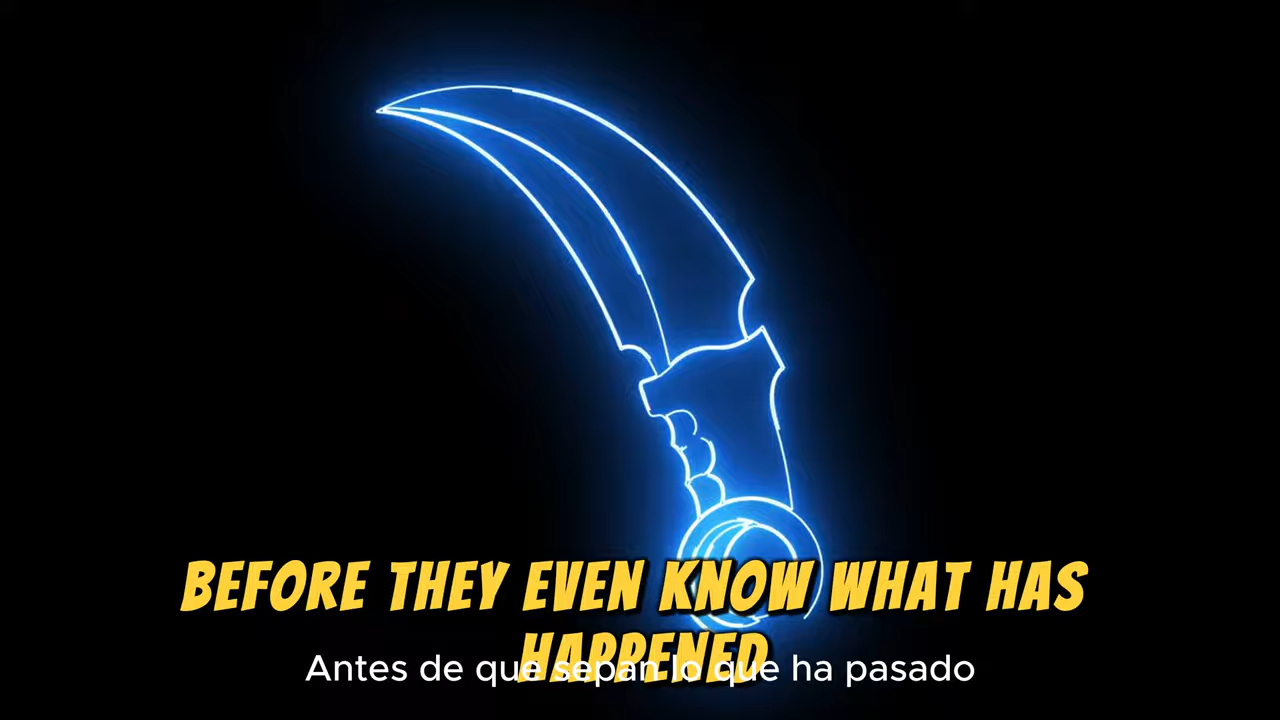 BEFORE THEY EVEN KNOW WHAT HAS
HAPPENED
Antes de que sepan lo que ha pasado